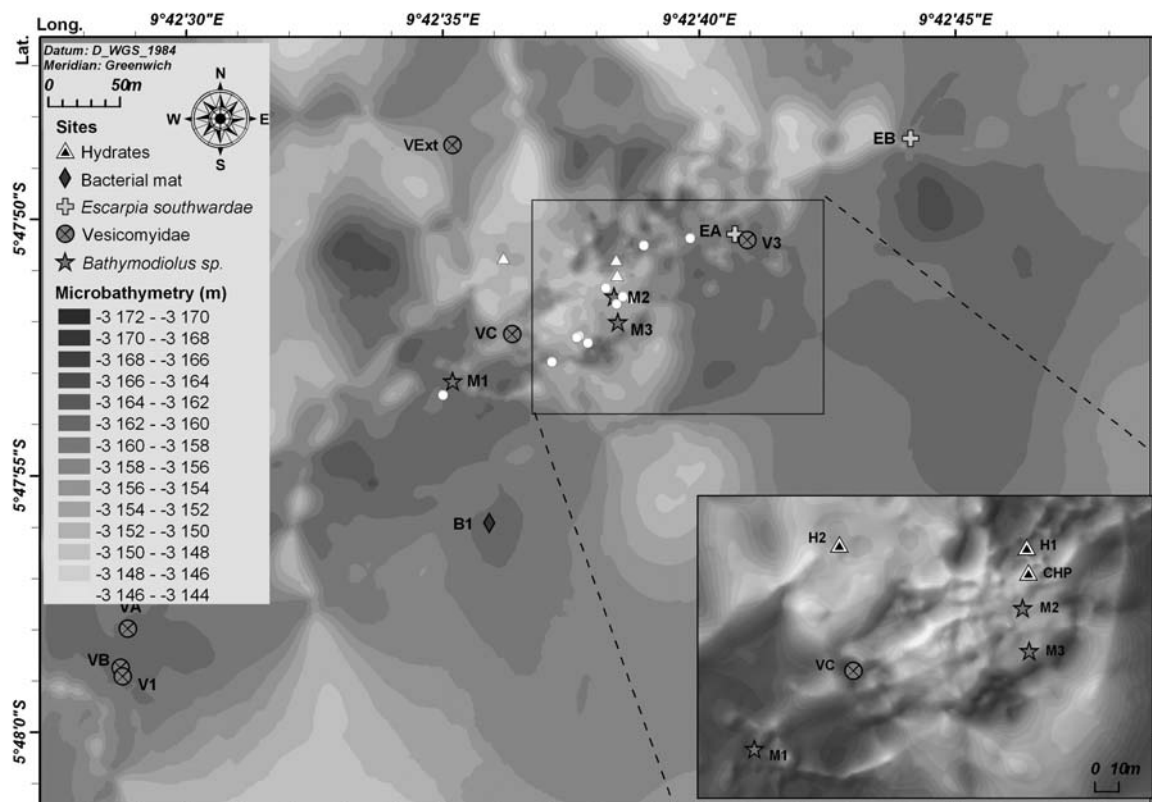 Long.
9°42'30"E
9°42'35"E
9°42'40"E
9°42'45"E
Lat.
Datum: D_WGS_1984
Meridian: Greenwich
0 50m
N
W E
S
Sites
Hydrates
Bacterial mat
Escarpia southwardae
Vesicomyidae
Bathymodiolus sp.
Microbathymetry (m)
-3 172 - -3 170
-3 170 - -3 168
-3 168 - -3 166
-3 166 - -3 164
-3 164 - -3 162
-3 162 - -3 160
-3 160 - -3 158
-3 158 - -3 156
-3 156 - -3 154
-3 154 - -3 152
-3 152 - -3 150
-3 150 - -3 148
-3 148 - -3 146
-3 146 - -3 144
5°47'50"S
5°47'55"S
5°48'0"S
VExt
EB
EA
V3
M2
M3
VC
M1
B1
VA
VB
V1
H2
H1
CHP
M2
M3
VC
M1
0 10m